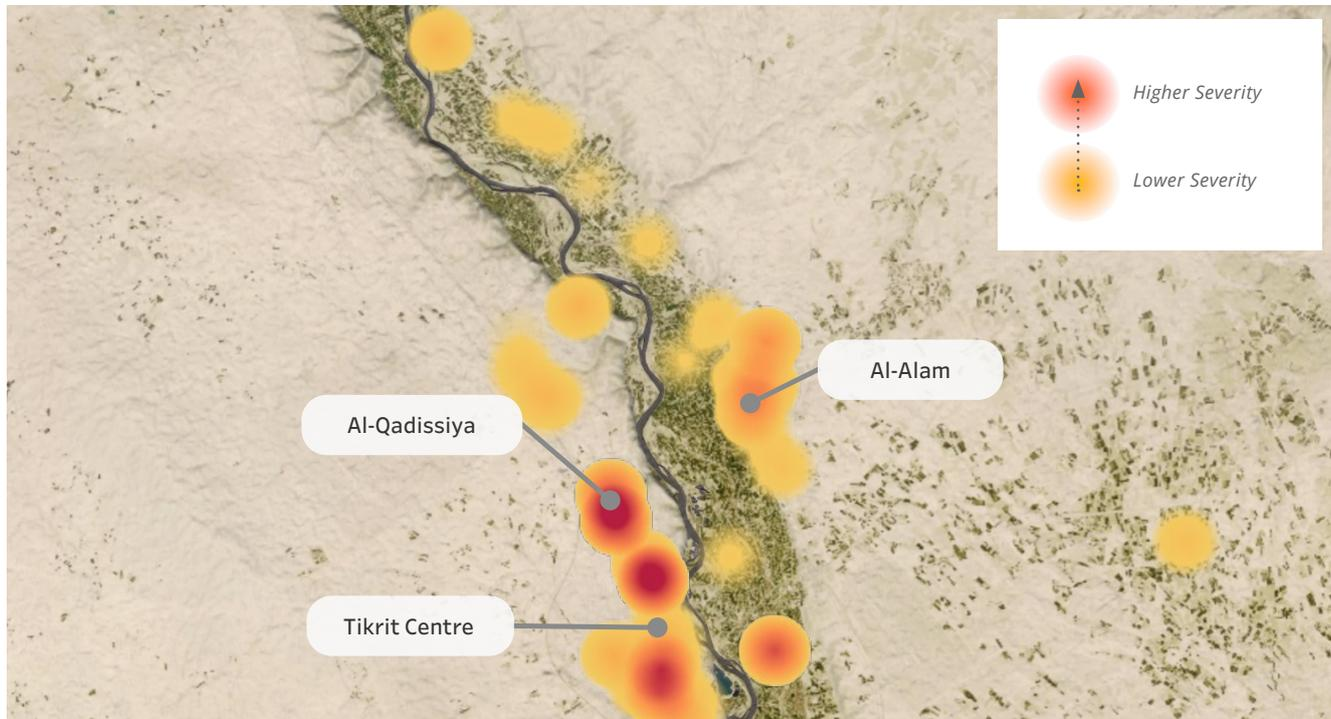 Higher Severity
Lower Severity
Al-Alam
Al-Qadissiya
Tikrit Centre